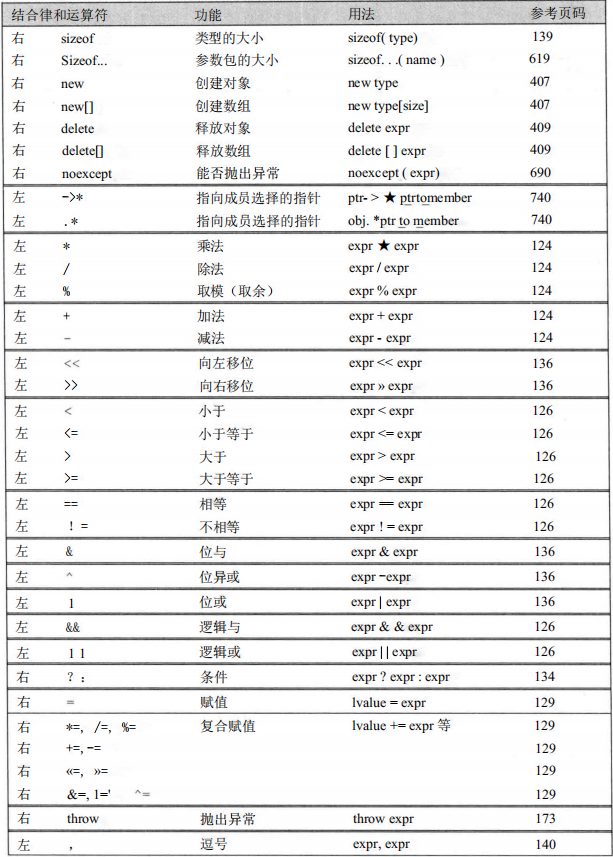 结合律和运算符 功能 用法 参考页码
右 sizeof 类型的大小 sizeof( type) 139
右 Sizeof... 参数包的大小 sizeof. . .( name ) 619
右 new 创建对象 new type 407
右 new[] 创建数组 new type[size] 407
右 delete 释放对象 delete expr 409
右 delete[] 释放数组 delete [ ] expr 409
右 noexcept 能否抛出异常 noexcept ( expr) 690
左 ->* 指向成员选择的指针 ptr- > ★ ptrtomember 740
左 .* 指向成员选择的指针 obj. *ptr to member 740
左 * 乘法 expr ★ expr 124
左 / 除法 expr / expr 124
左 % 取模（取余） expr % expr 124
左 + 加法 expr + expr 124
左 - 减法 expr - expr 124
左 << 向左移位 expr << expr 136
左 >> 向右移位 expr » expr 136
左 < 小于 expr < expr 126
左 <= 小于等于 expr <= expr 126
左 > 大于 expr > expr 126
左 >= 大于等于 expr >= expr 126
左 == 相等 expr == expr 126
左 ! = 不相等 expr ! = expr 126
左 & 位与 expr & expr 136
左 ^ 位异或 expr -expr 136
左 1 位或 expr | expr 136
左 && 逻辑与 expr & & expr 126
左 1 1 逻辑或 expr | | expr 126
右 ? : 条件 expr ? expr : expr 134
右 = 赋值 lvalue = expr 129
右 *=, /=, %= 复合赋值 lvalue += expr 等 129
右 +=, -= 129
右 «=, »= 129
右 &=, 1=' ^= 129
右 throw 抛出异常 throw expr 173
左 , 逗号 expr, expr 140